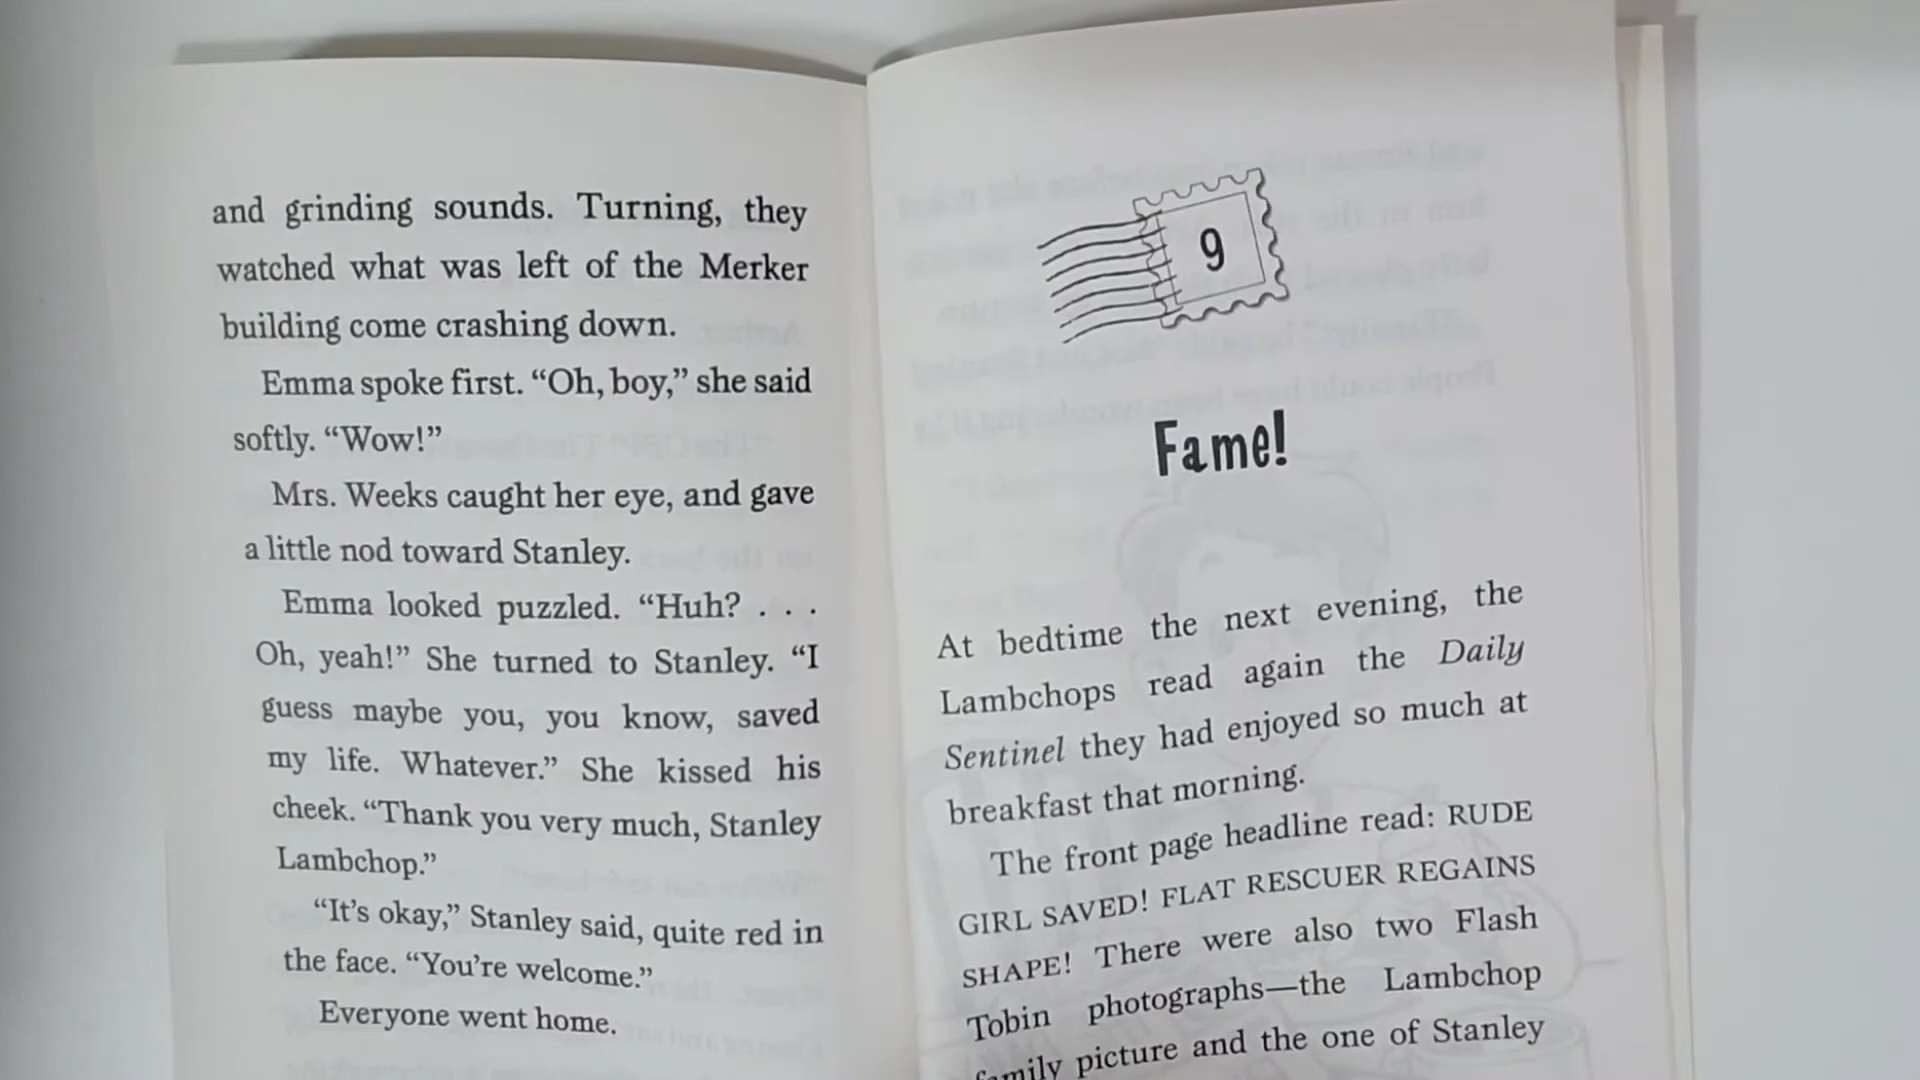 and grinding sounds. Turning, they
watched what was left of the Merker
building come crashing down.
Emma spoke first. “Oh, boy,” she said
softly. “Wow!”
Mrs. Weeks caught her eye, and gave
a little nod toward Stanley.
Emma looked puzzled. “Huh? . . .
Oh, yeah!” She turned to Stanley. “I
guess maybe you, you know, saved
my life. Whatever.” She kissed his
cheek. “Thank you very much, Stanley
Lambchop.”
“It’s okay,” Stanley said, quite red in
the face. “You’re welcome.”
Everyone went home.
9
Fame!
At bedtime the next evening, the
Lambchops read again the Daily
Sentinel they had enjoyed so much at
breakfast that morning.
The front page headline read: RUDE
GIRL SAVED! FLAT RESCUER REGAINS
SHAPE! There were also two Flash
Tobin photographs—the Lambchop
family picture and the one of Stanley